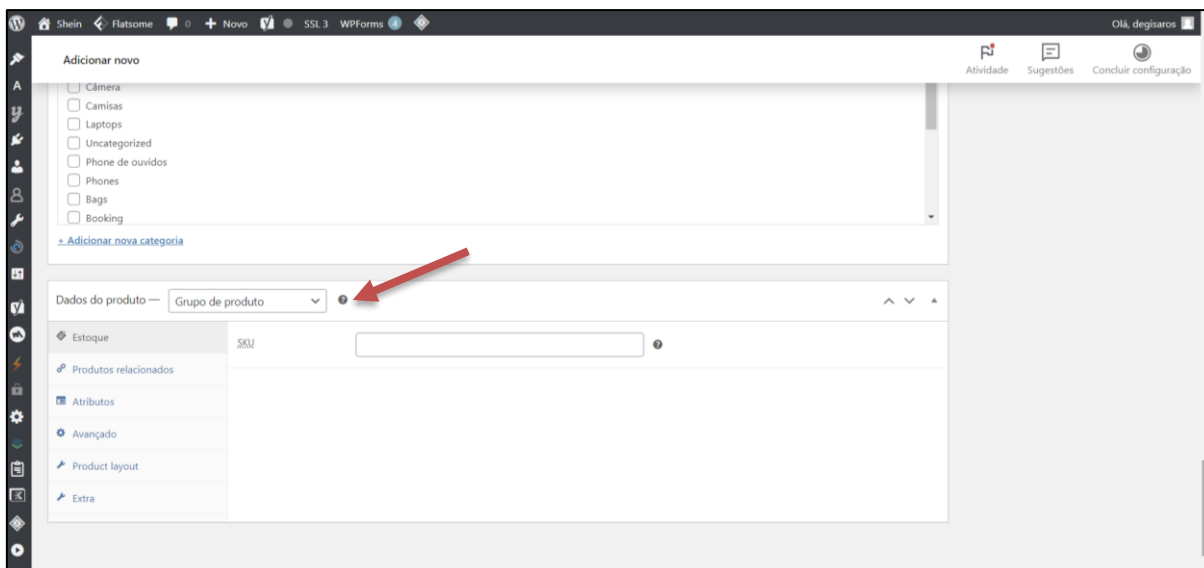 Shein Flatsome 0 + Novo SSL 3 WPForms 4 Olá, degisaros
Adicionar novo
Atividade Sugestões Concluir configuração
Câmera
Camisas
Laptops
Uncategorized
Phone de ouvidos
Phones
Bags
Booking
+ Adicionar nova categoria
Dados do produto — Grupo de produto
Estoque
SKU
Produtos relacionados
Atributos
Avançado
Product layout
Extra